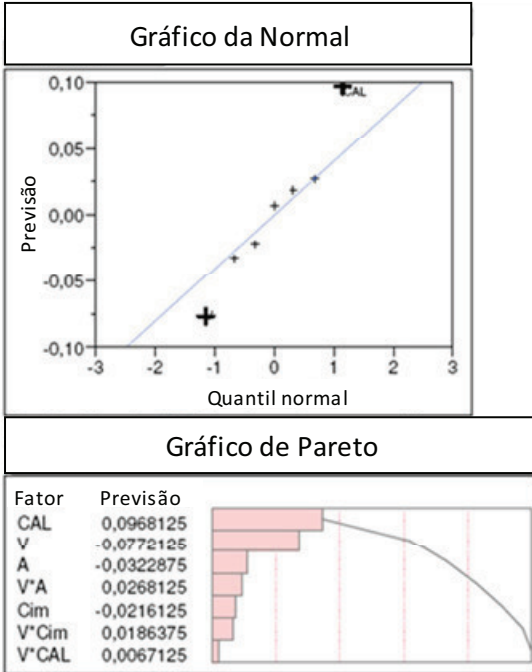 Gráfico da Normal
0,10
CAL
0,05
Previsão
0,00
-0,05
-0,10
-3 -2 -1 0 1 2 3
Quantil normal
Gráfico de Pareto
Fator Previsão
CAL 0,0968125
V -0,0772125
A -0,0322875
V*A 0,0268125
Cim -0,0216125
V*Cim 0,0186375
V*CAL 0,0067125